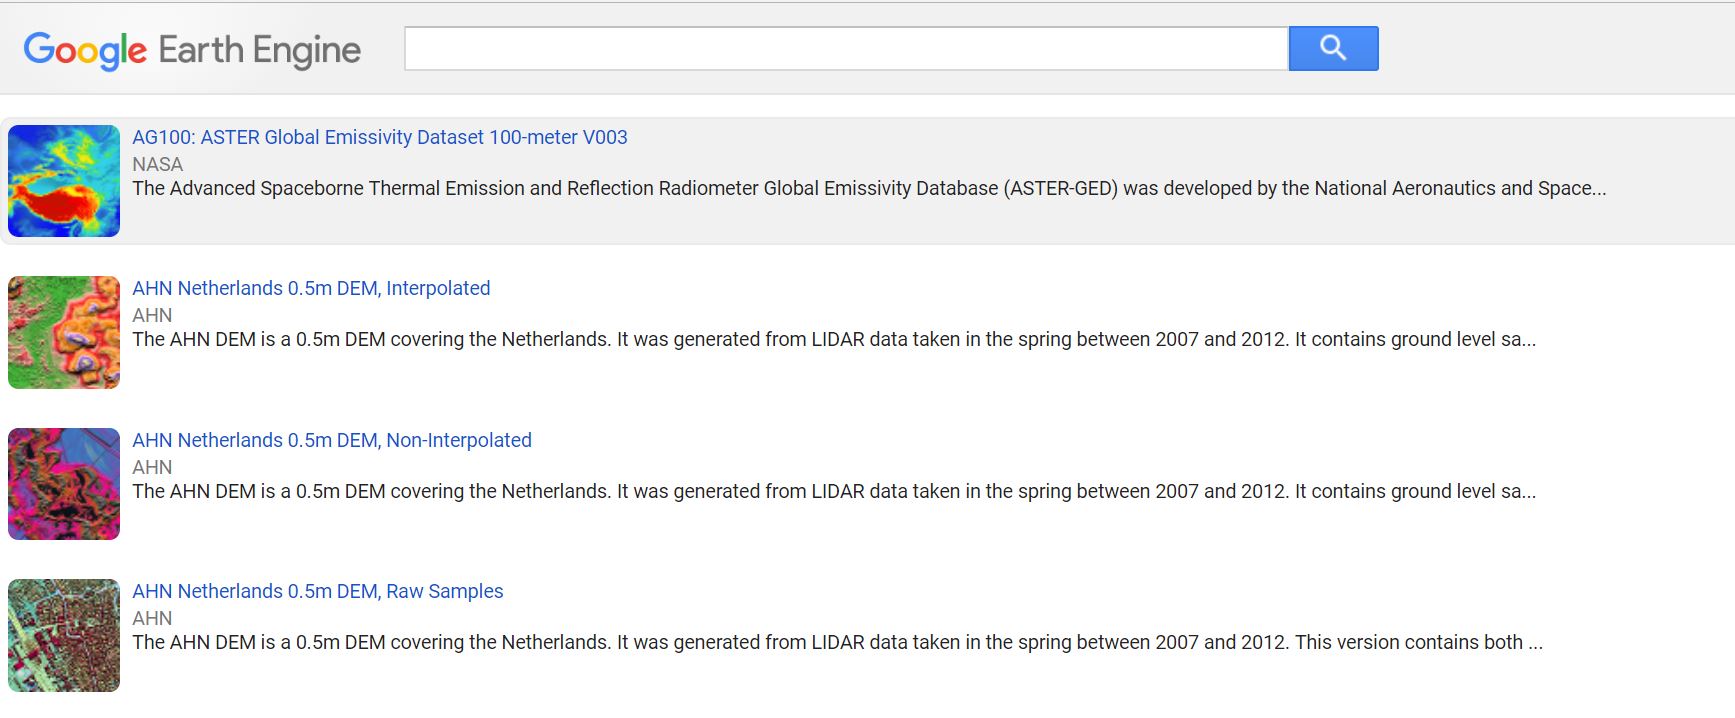 Google Earth Engine
AG100: ASTER Global Emissivity Dataset 100-meter V003
NASA
The Advanced Spaceborne Thermal Emission and Reflection Radiometer Global Emissivity Database (ASTER-GED) was developed by the National Aeronautics and Space...
AHN Netherlands 0.5m DEM, Interpolated
AHN
The AHN DEM is a 0.5m DEM covering the Netherlands. It was generated from LIDAR data taken in the spring between 2007 and 2012. It contains ground level sa...
AHN Netherlands 0.5m DEM, Non-Interpolated
AHN
The AHN DEM is a 0.5m DEM covering the Netherlands. It was generated from LIDAR data taken in the spring between 2007 and 2012. It contains ground level sa...
AHN Netherlands 0.5m DEM, Raw Samples
AHN
The AHN DEM is a 0.5m DEM covering the Netherlands. It was generated from LIDAR data taken in the spring between 2007 and 2012. This version contains both ...